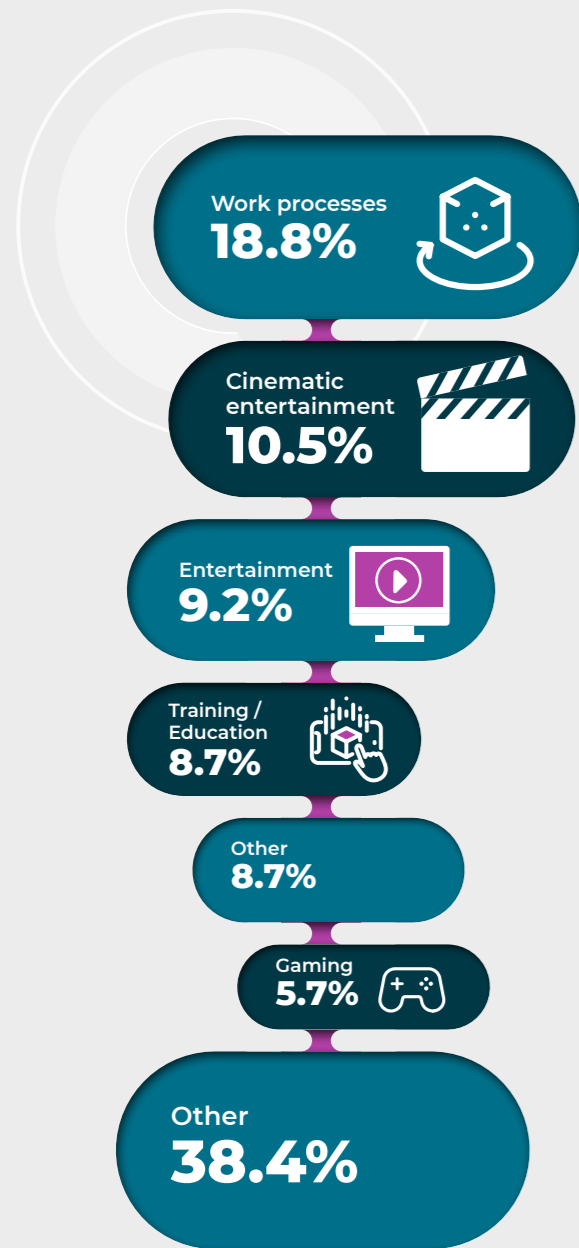 Work processes
18.8%
Cinematic
entertainment
10.5%
Entertainment
9.2%
Training /
Education
8.7%
Other
8.7%
Gaming
5.7%
Other
38.4%